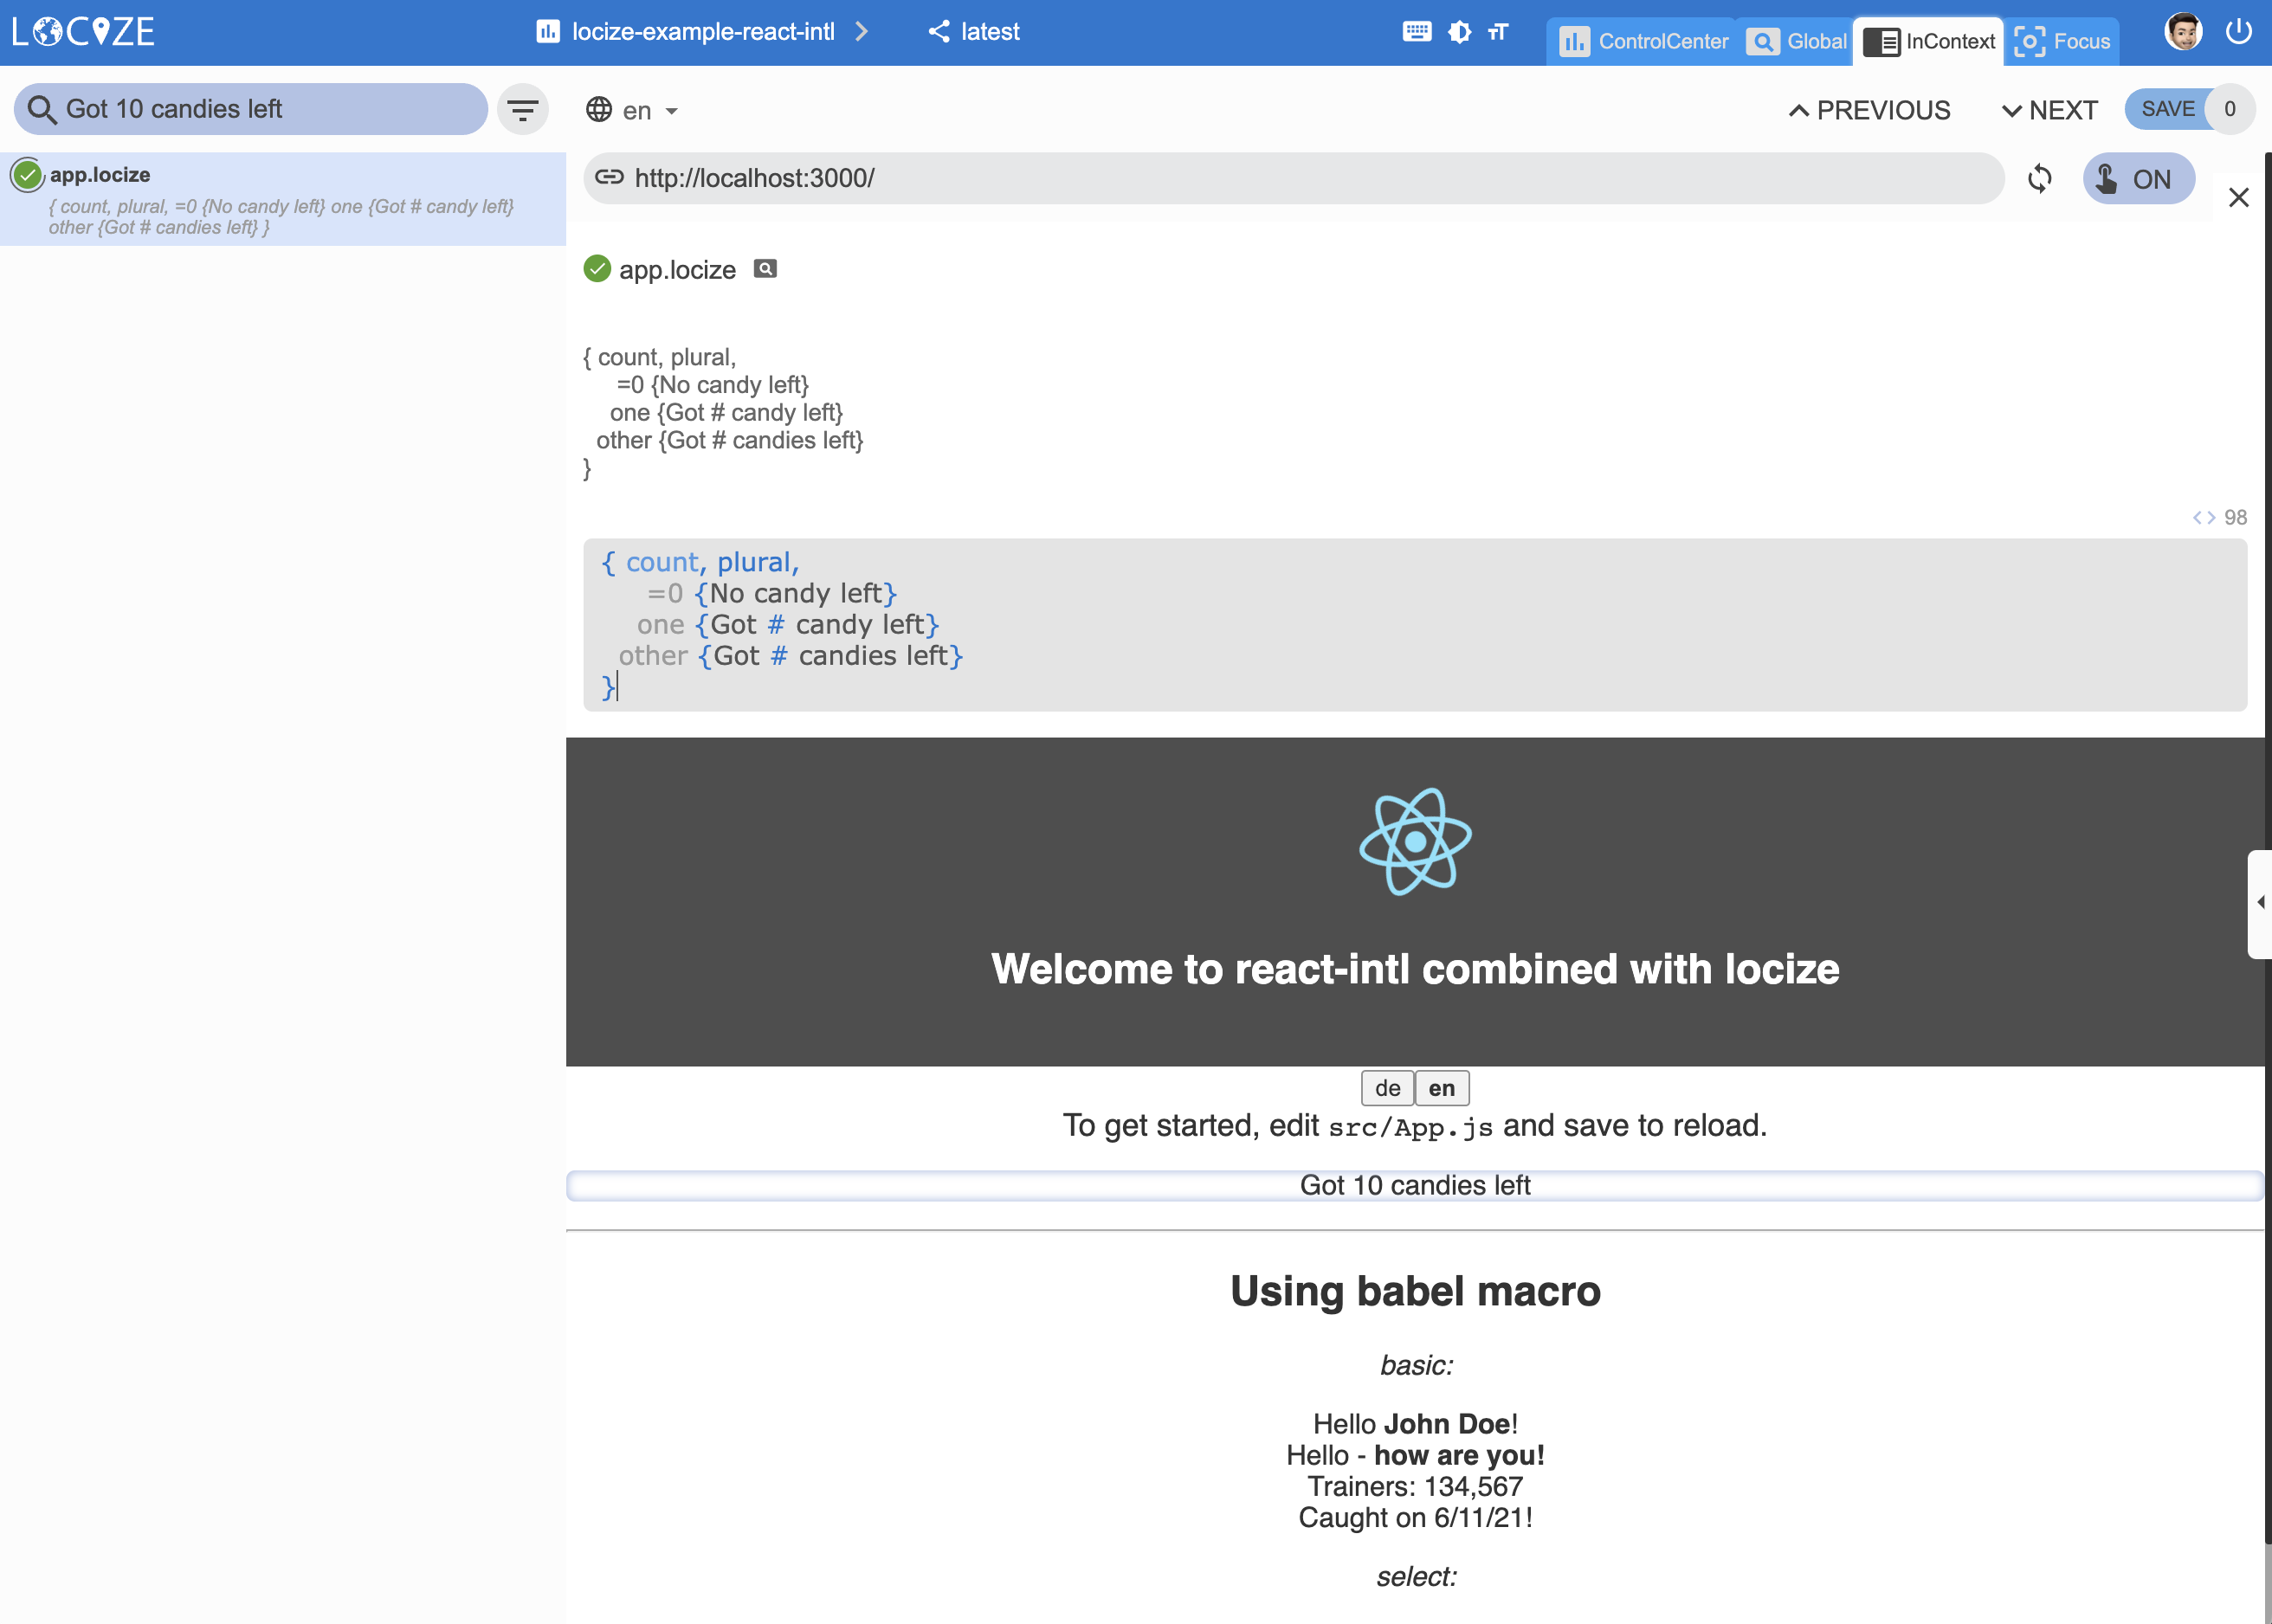 LOCIZE
locize-example-react-intl
latest
ControlCenter
Global
InContext
Focus
Got 10 candies left
en
PREVIOUS
NEXT
SAVE
0
app.locize
{ count, plural, =0 {No candy left} one {Got # candy left}
other {Got # candies left} }
http://localhost:3000/
ON
app.locize
{ count, plural,
=0 {No candy left}
one {Got # candy left}
other {Got # candies left}
}
<> 98
{ count, plural,
=0 {No candy left}
one {Got # candy left}
other {Got # candies left}
}
Welcome to react-intl combined with locize
de en
To get started, edit src/App.js and save to reload.
Got 10 candies left
Using babel macro
basic:
Hello John Doe!
Hello - how are you!
Trainers: 134,567
Caught on 6/11/21!
select: